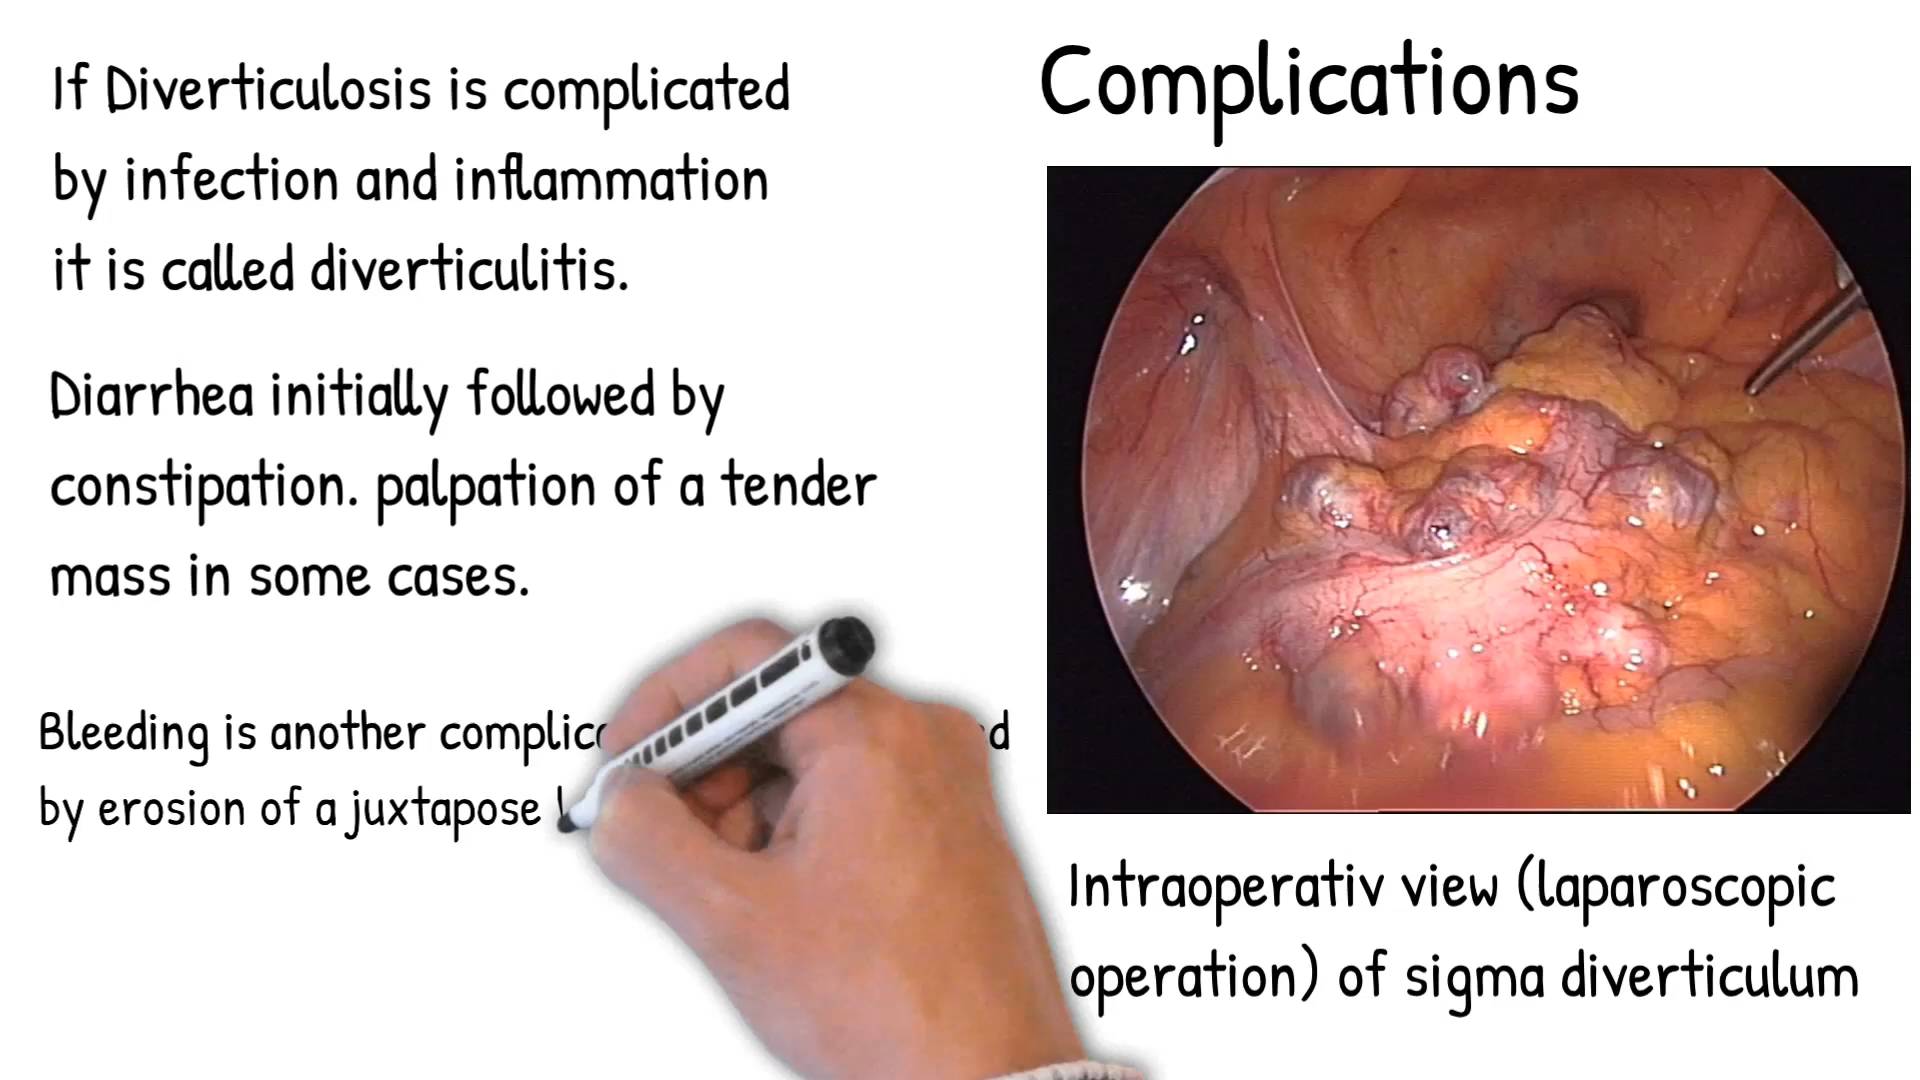 If Diverticulosis is complicated
by infection and inflammation
it is called diverticulitis.
Diarrhea initially followed by
constipation. palpation of a tender
mass in some cases.
Bleeding is another
by erosion of a juxtapose
Complications
Intraoperativ view (laparoscopic
operation) of sigma diverticulum